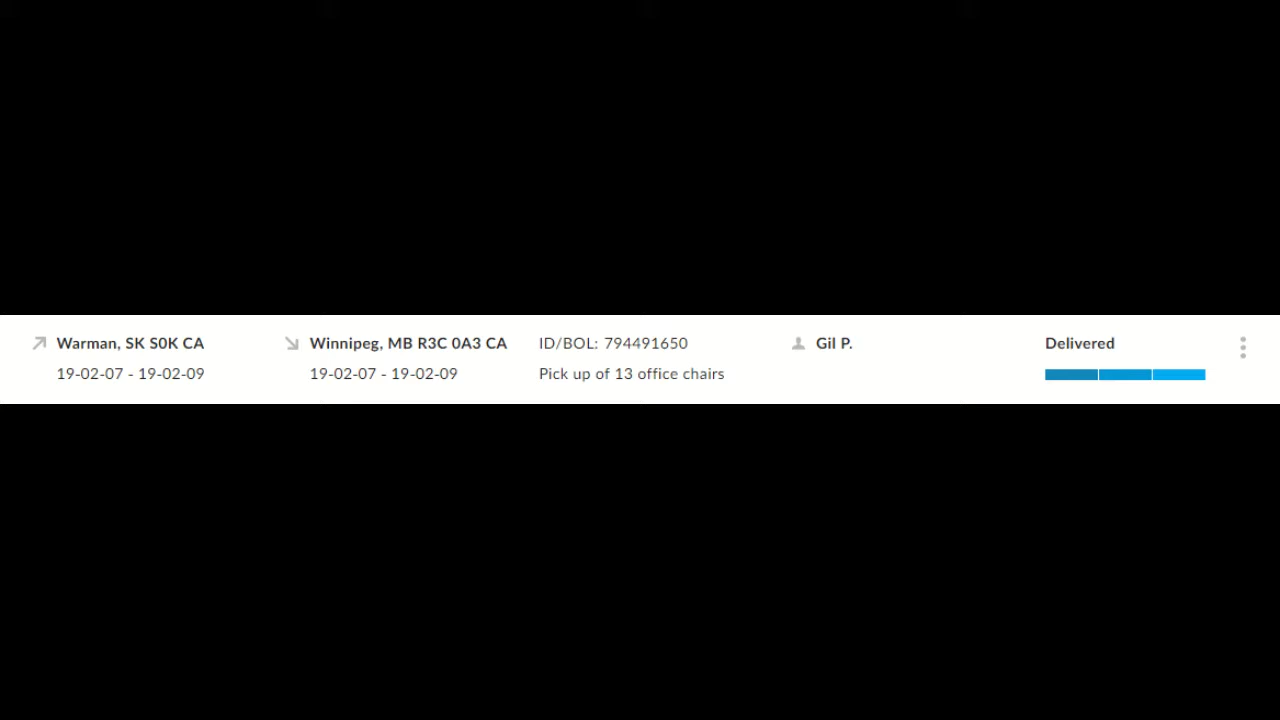 Warman, SK S0K CA
19-02-07 - 19-02-09
Winnipeg, MB R3C 0A3 CA
19-02-07 - 19-02-09
ID/BOL: 794491650
Pick up of 13 office chairs
Gil P.
Delivered